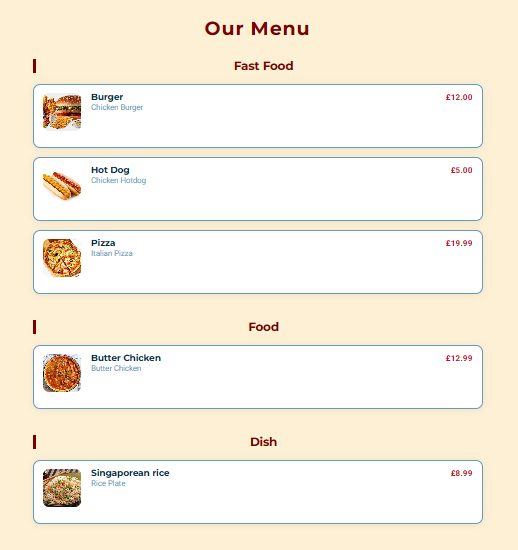 Our Menu
Fast Food
Burger £12.00
Chicken Burger
Hot Dog £5.00
Chicken Hotdog
Pizza £19.99
Italian Pizza
Food
Butter Chicken £12.99
Butter Chicken
Dish
Singaporean rice £8.99
Rice Plate